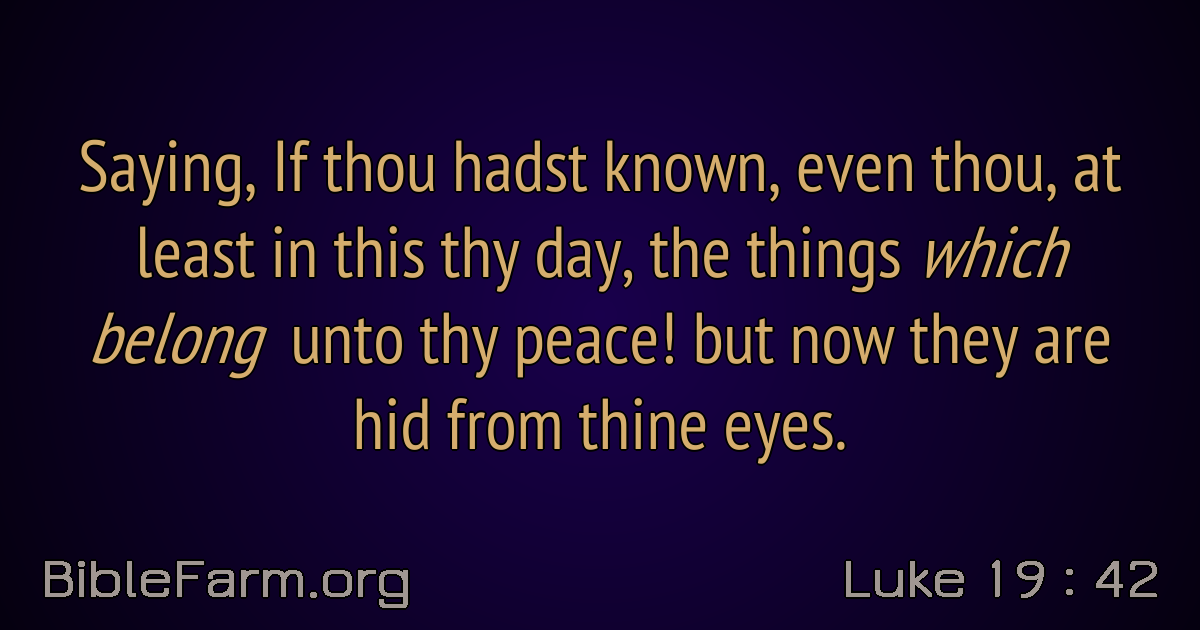 Saying, If thou hadst known, even thou, at
least in this thy day, the things which
belong unto thy peace! but now they are
hid from thine eyes.
BibleFarm.org
Luke 19 : 42